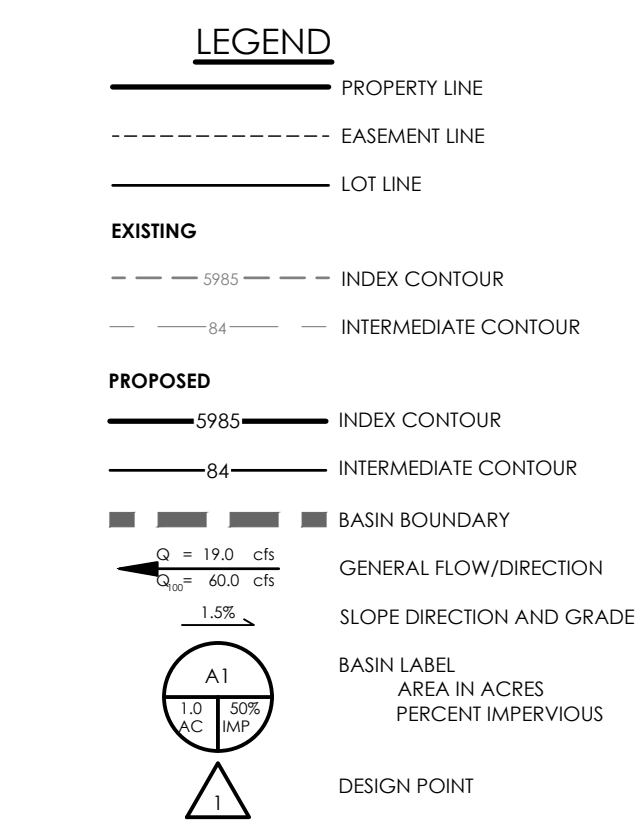 LEGEND
PROPERTY LINE
EASEMENT LINE
LOT LINE
EXISTING
5985 INDEX CONTOUR
84 INTERMEDIATE CONTOUR
PROPOSED
5985 INDEX CONTOUR
84 INTERMEDIATE CONTOUR
BASIN BOUNDARY
Q = 19.0 cfs
Q100= 60.0 cfs
GENERAL FLOW/DIRECTION
1.5%
SLOPE DIRECTION AND GRADE
A1
1.0 AC
50% IMP
BASIN LABEL
AREA IN ACRES
PERCENT IMPERVIOUS
1
DESIGN POINT